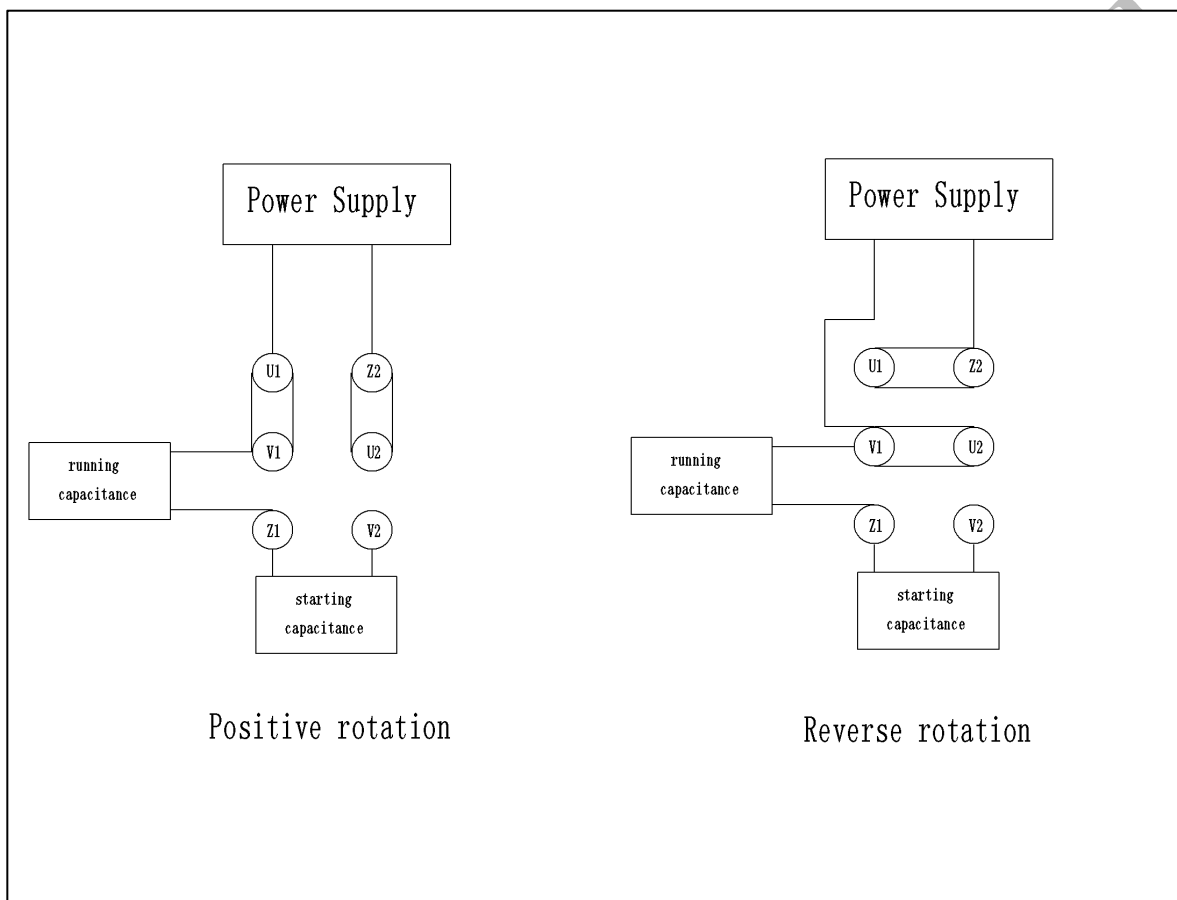 Power Supply
U1
Z2
V1
U2
running
capacitance
Z1
V2
starting
capacitance
Positive rotation
Power Supply
U1
Z2
V1
U2
running
capacitance
Z1
V2
starting
capacitance
Reverse rotation